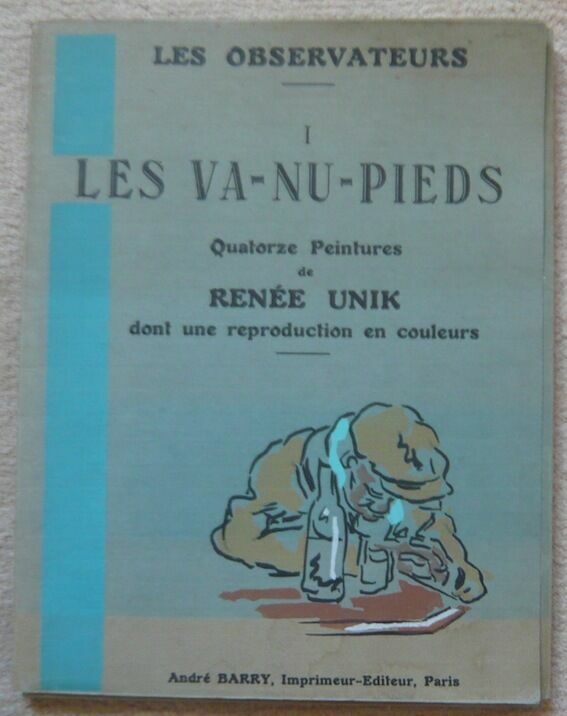 LES OBSERVATEURS
I
LES VA-NU-PIEDS
Quatorze Peintures
de
RENÉE UNIK
dont une reproduction en couleurs
André BARRY, Imprimeur-Editeur, Paris